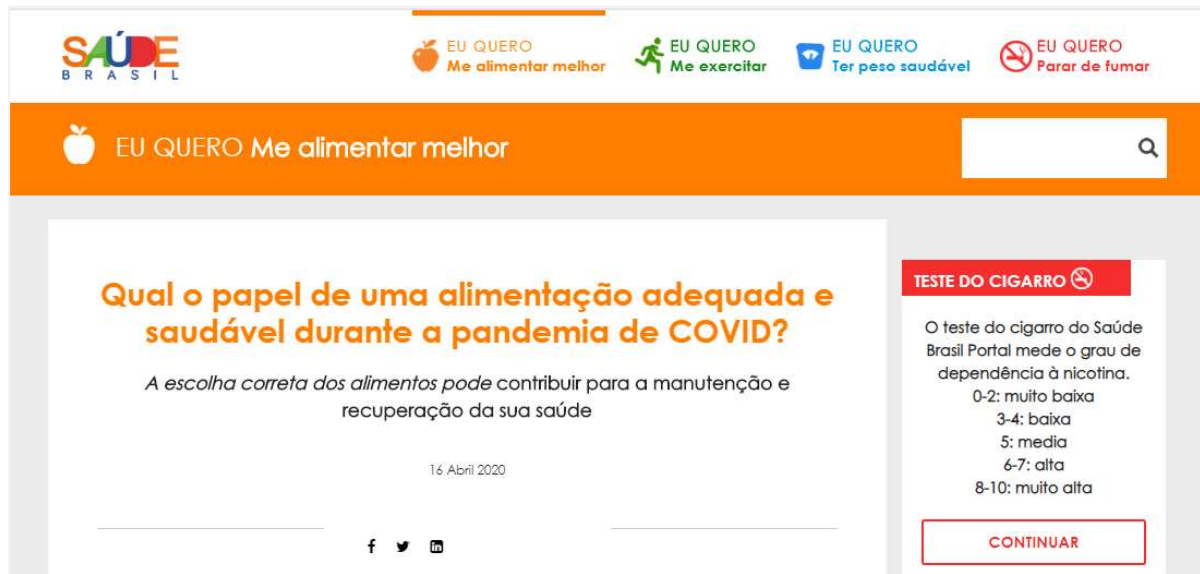 SAÚDE
BRASIL
EU QUERO
Me alimentar melhor
EU QUERO
Me exercitar
EU QUERO
Ter peso saudável
EU QUERO
Parar de fumar
EU QUERO Me alimentar melhor
Qual o papel de uma alimentação adequada e
saudável durante a pandemia de COVID?
A escolha correta dos alimentos pode contribuir para a manutenção e
recuperação da sua saúde
16 Abril 2020
TESTE DO CIGARRO
O teste do cigarro do Saúde
Brasil Portal mede o grau de
dependência à nicotina.
0-2: muito baixa
3-4: baixa
5: media
6-7: alta
8-10: muito alta
CONTINUAR